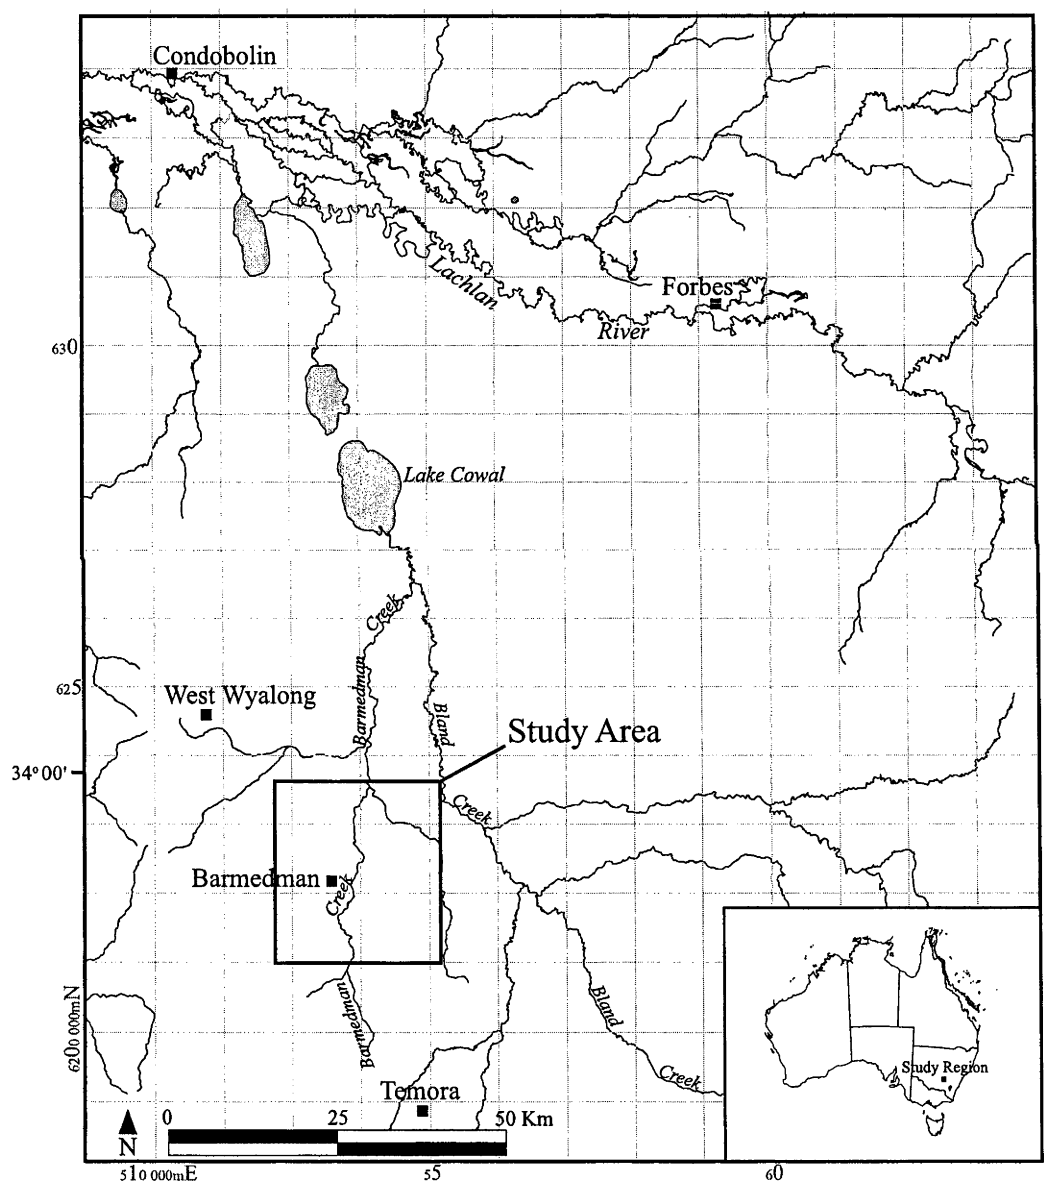 Condobolin
Lachlan
Forbes
River
630
Lake Cowal
Creek
Barmedman
625
West Wyalong
Bland
Study Area
34° 00'
Creek
Barmedman
Creek
Bland
6200 000mN
Barmedman
Creek
Study Region
Temora
0 25 50 Km
N
510 000mE 55 60